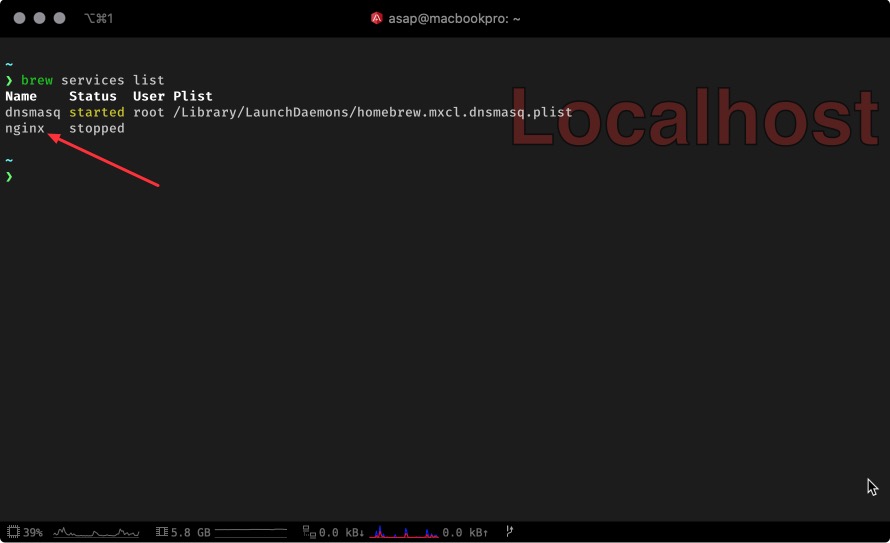 ⌥⌘1
asap@macbookpro: ~
~
❯ brew services list
Name    Status  User Plist
dnsmasq started root /Library/LaunchDaemons/homebrew.mxcl.dnsmasq.plist
nginx   stopped
Localhost
~
❯
39%
5.8 GB
0.0 kB↓
0.0 kB↑